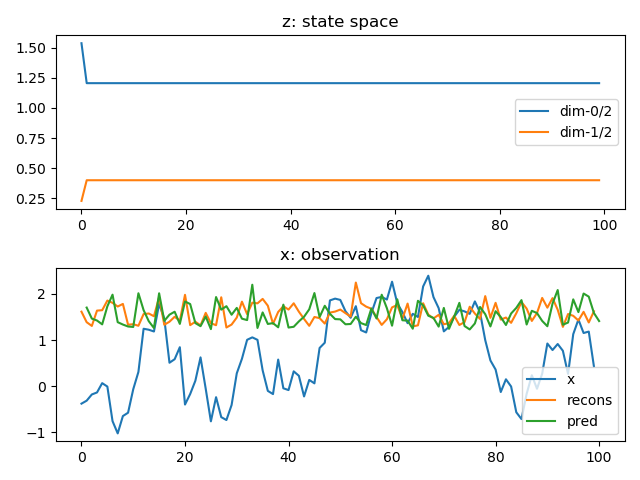 z: state space
1.50
1.25
1.00
0.75
0.50
0.25
dim-0/2
dim-1/2
0 20 40 60 80 100
x: observation
2
1
0
−1
x
recons
pred
0 20 40 60 80 100